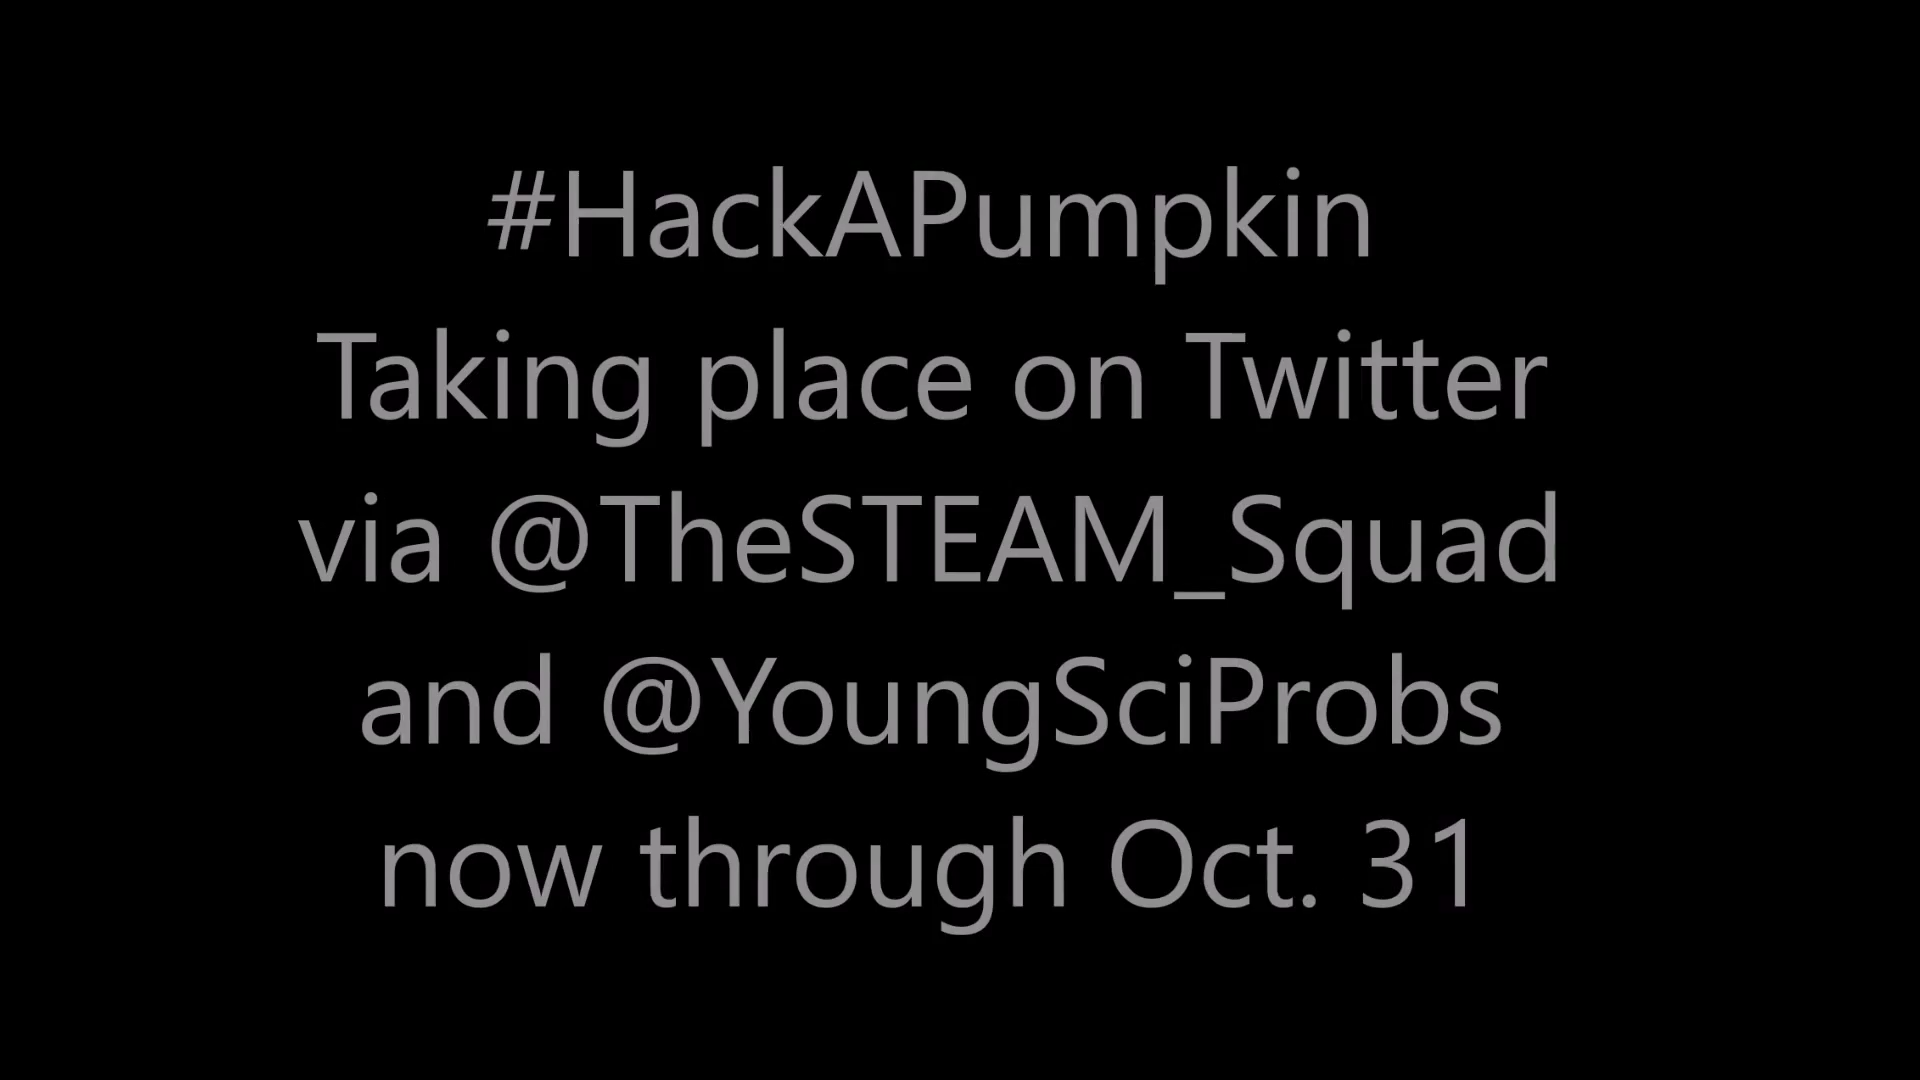 #HackAPumpkin
Taking place on Twitter
via @TheSTEAM_Squad
and @YoungSciProbs
now through Oct. 31